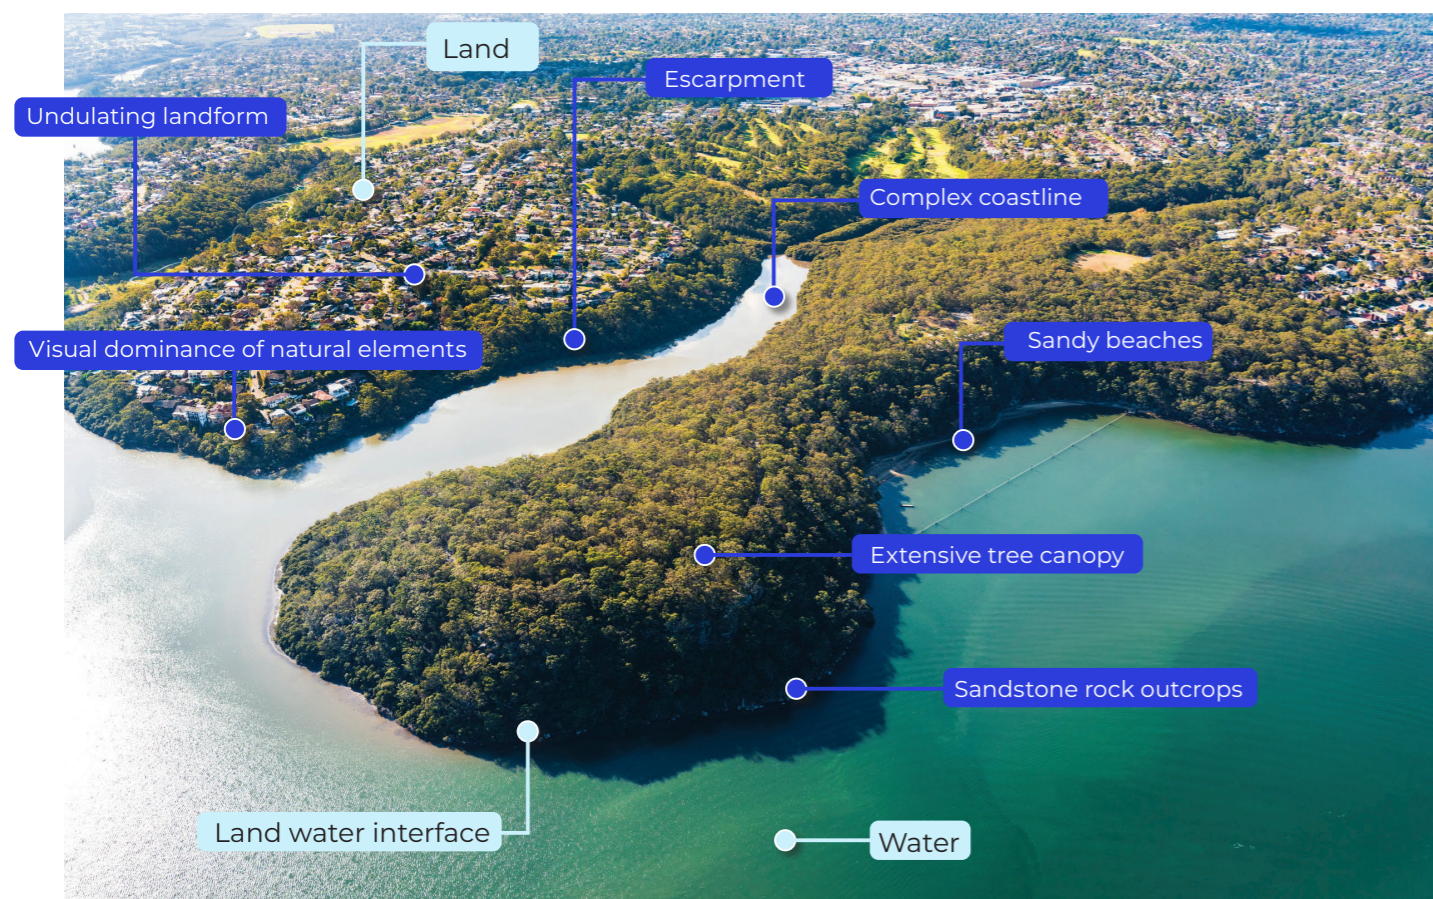 Land
Escarpment
Undulating landform
Complex coastline
Sandy beaches
Visual dominance of natural elements
Extensive tree canopy
Sandstone rock outcrops
Land water interface
Water